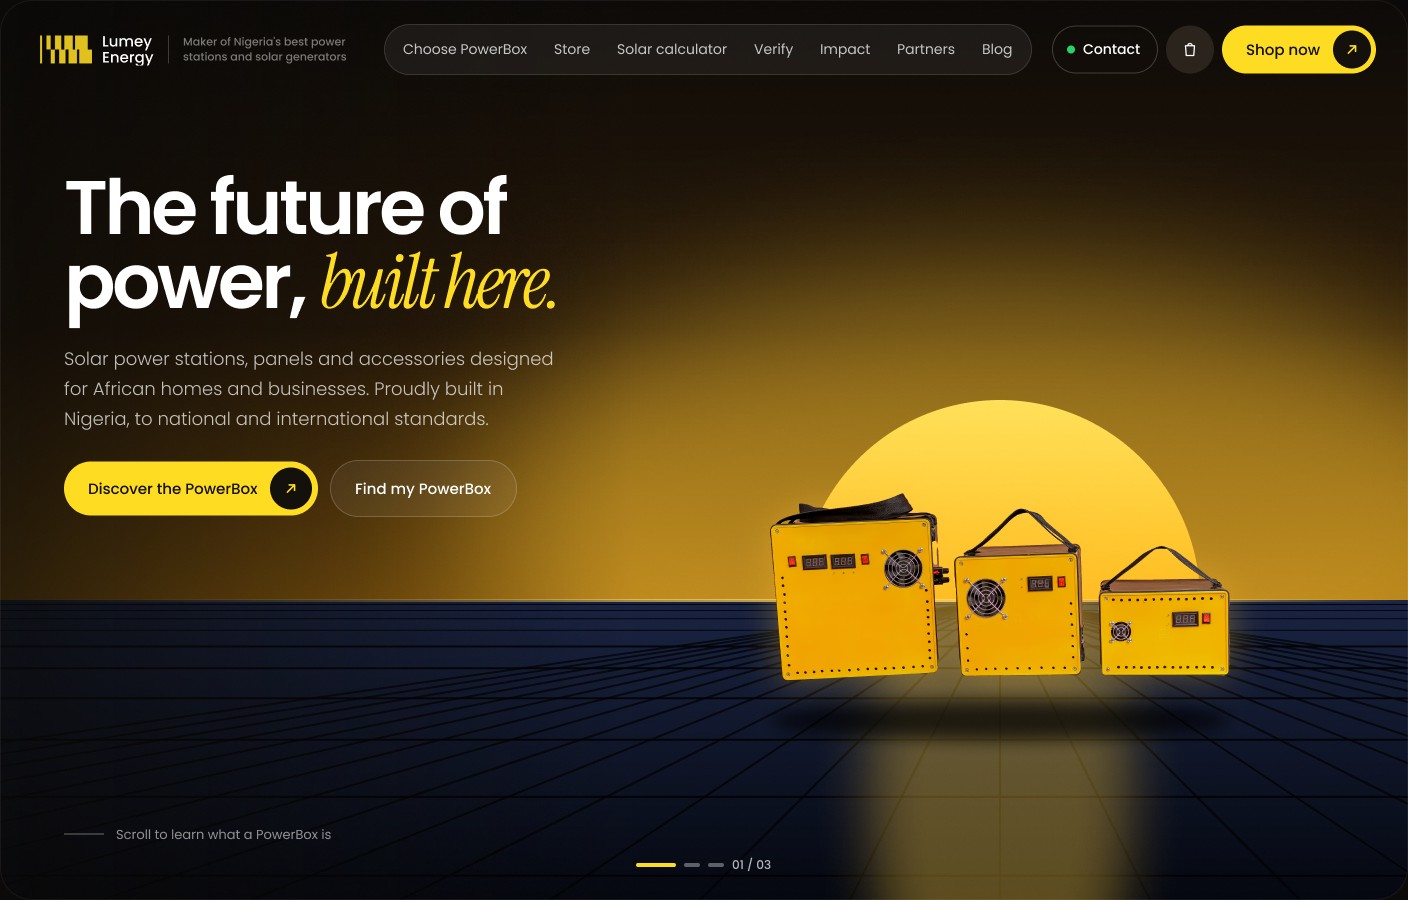 Lumey
Energy
Maker of Nigeria's best power
stations and solar generators
Choose PowerBox
Store
Solar calculator
Verify
Impact
Partners
Blog
Contact
Shop now
The future of
power, built here.
Solar power stations, panels and accessories designed
for African homes and businesses. Proudly built in
Nigeria, to national and international standards.
Discover the PowerBox
Find my PowerBox
Scroll to learn what a PowerBox is
01 / 03